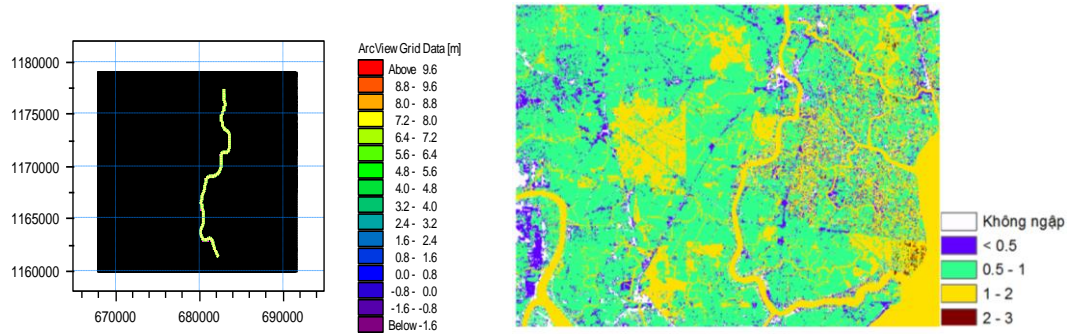 ArcView Grid Data [m]
Above 9.6
8.8 - 9.6
8.0 - 8.8
7.2 - 8.0
6.4 - 7.2
5.6 - 6.4
4.8 - 5.6
4.0 - 4.8
3.2 - 4.0
2.4 - 3.2
1.6 - 2.4
0.8 - 1.6
0.0 - 0.8
-0.8 - 0.0
-1.6 - -0.8
Below -1.6
1180000
1175000
1170000
1165000
1160000
670000 680000 690000
Không ngập
< 0.5
0.5 - 1
1 - 2
2 - 3